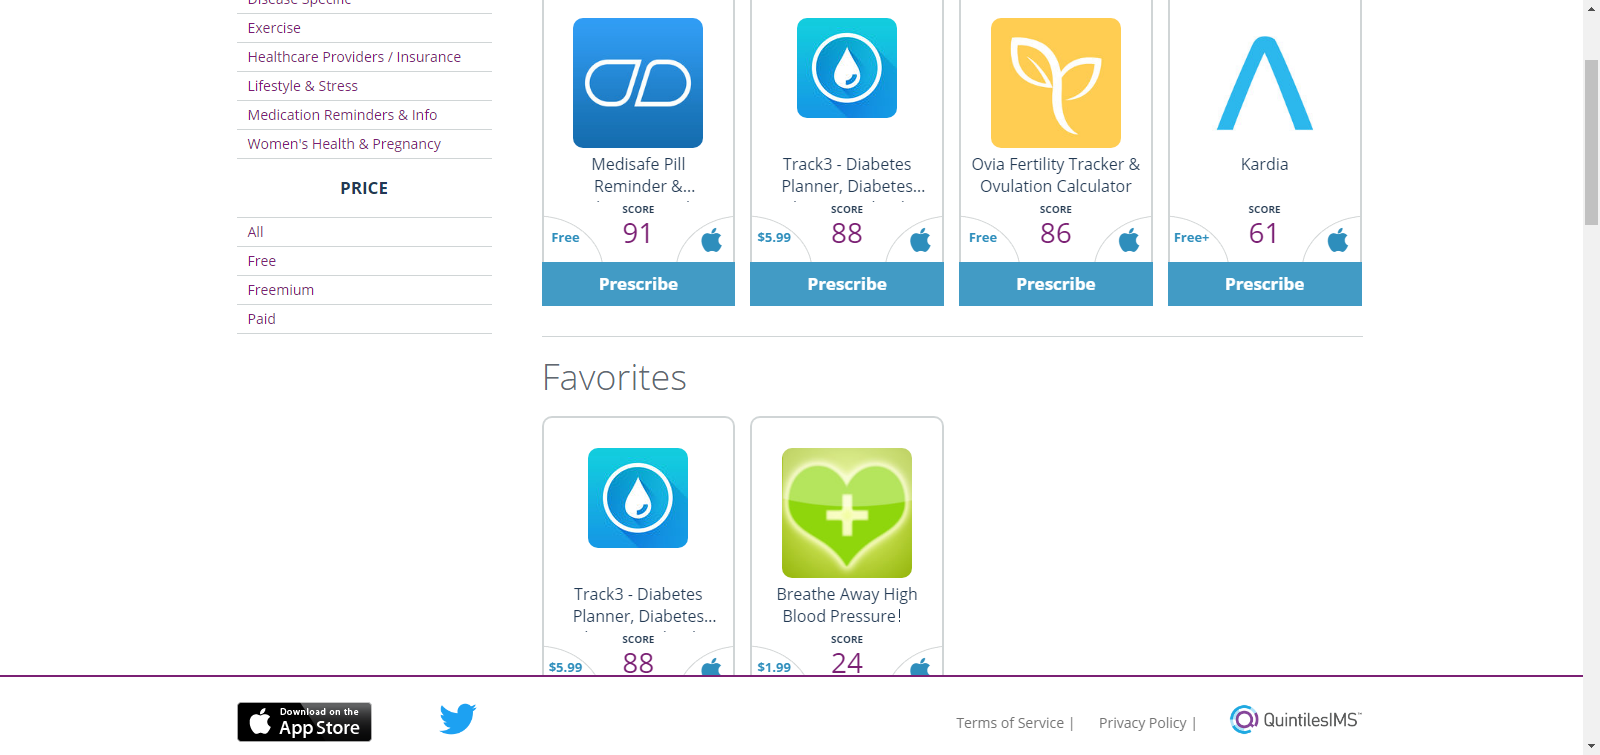 Disease Specific
Exercise
Healthcare Providers / Insurance
Lifestyle & Stress
Medication Reminders & Info
Women's Health & Pregnancy
PRICE
All
Free
Freemium
Paid
Medisafe Pill
Reminder &...
SCORE
Free
91
Prescribe
Track3 - Diabetes
Planner, Diabetes...
SCORE
$5.99
88
Prescribe
Ovia Fertility Tracker &
Ovulation Calculator
SCORE
Free
86
Prescribe
Kardia
SCORE
Free+
61
Prescribe
Favorites
Track3 - Diabetes
Planner, Diabetes...
SCORE
$5.99
88
Breathe Away High
Blood Pressure!
SCORE
$1.99
24
Download on the
App Store
Terms of Service |
Privacy Policy |
QuintilesIMS™